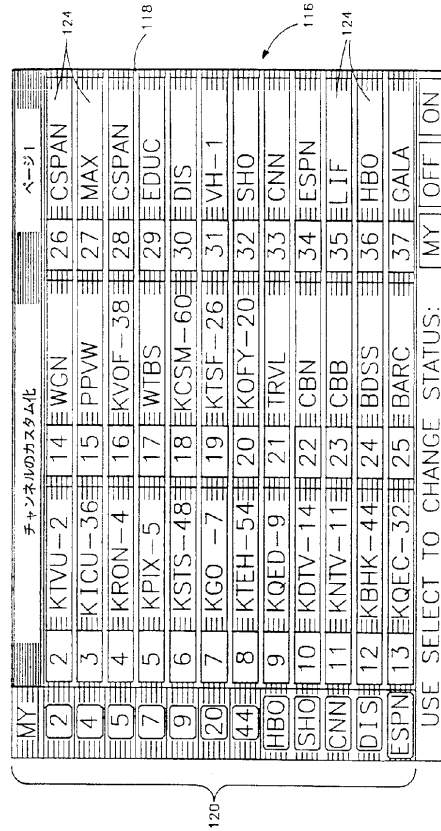 MY チャンネルのカスタム化 ページ1
2 2 KTVU-2 14 WGN 26 CSPAN
4 3 KICU-36 15 PPVW 27 MAX
5 4 KRON-4 16 KVOF-38 28 CSPAN
7 5 KPIX-5 17 WTBS 29 EDUC
9 6 KSTS-48 18 KCSM-60 30 DIS
20 7 KGO -7 19 KTSF-26 31 VH-1
44 8 KTEH-54 20 KOFY-20 32 SHO
HBO 9 KQED-9 21 TRVL 33 CNN
SHO 10 KDTV-14 22 CBN 34 ESPN
CNN 11 KNTV-11 23 CBB 35 LIF
DIS 12 KBHK-44 24 BDSS 36 HBO
ESPN 13 KQEC-32 25 BARC 37 GALA
USE SELECT TO CHANGE STATUS: MY OFF ON
120
124
118
116
124